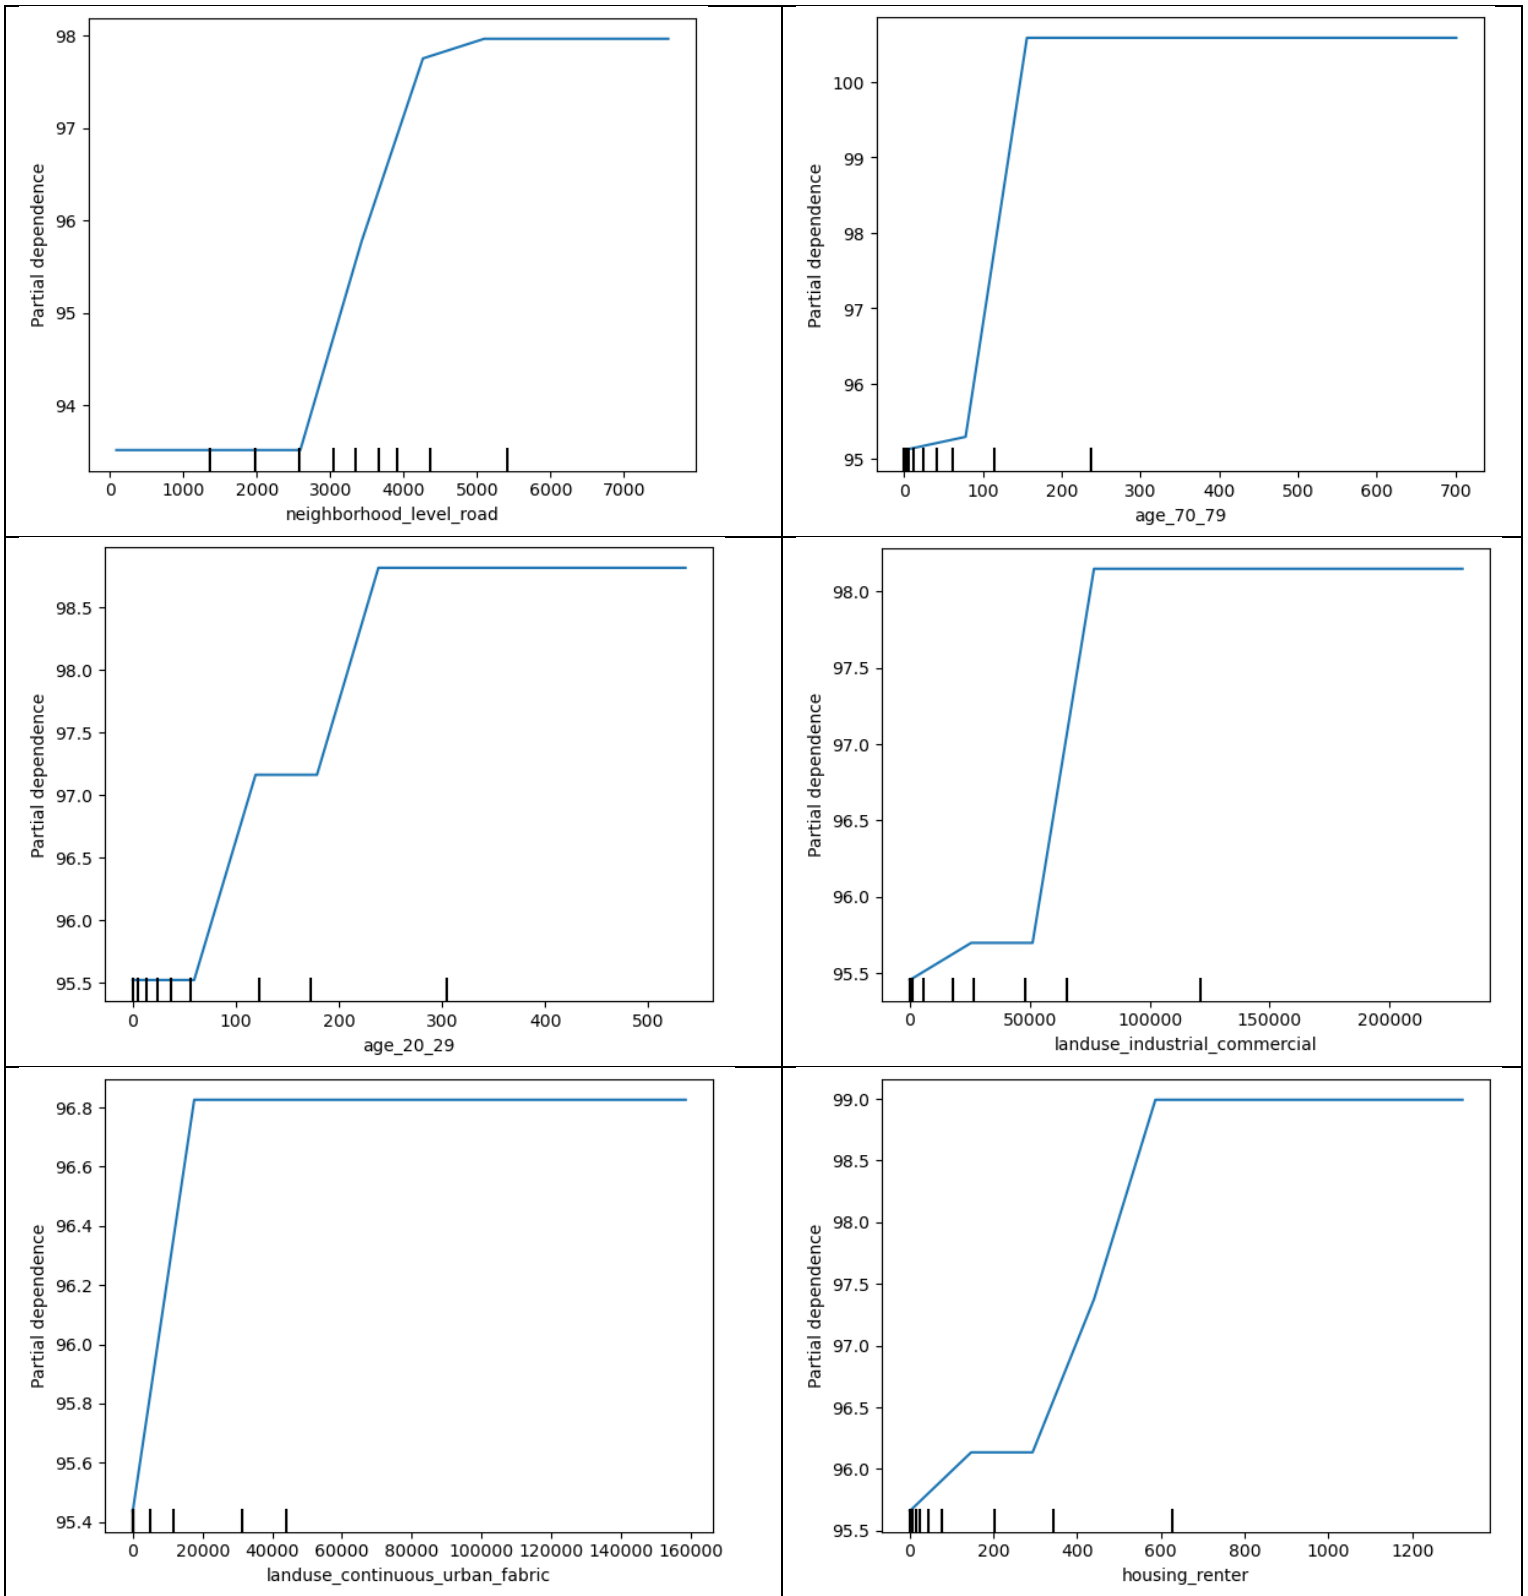 98
97
96
95
94
Partial dependence
0 1000 2000 3000 4000 5000 6000 7000
neighborhood_level_road
100
99
98
97
96
95
Partial dependence
0 100 200 300 400 500 600 700
age_70_79
98.5
98.0
97.5
97.0
96.5
96.0
95.5
Partial dependence
0 100 200 300 400 500
age_20_29
98.0
97.5
97.0
96.5
96.0
95.5
Partial dependence
0 50000 100000 150000 200000
landuse_industrial_commercial
96.8
96.6
96.4
96.2
96.0
95.8
95.6
95.4
Partial dependence
0 20000 40000 60000 80000 100000 120000 140000 160000
landuse_continuous_urban_fabric
99.0
98.5
98.0
97.5
97.0
96.5
96.0
95.5
Partial dependence
0 200 400 600 800 1000 1200
housing_renter